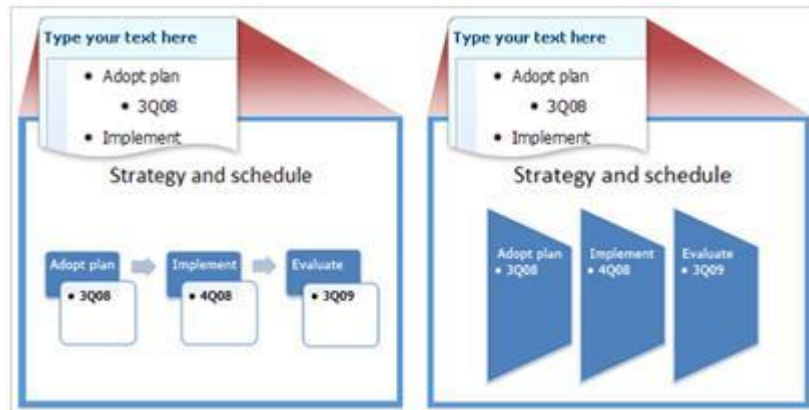 Type your text here
• Adopt plan
• 3Q08
• Implement
Strategy and schedule
Adopt plan
• 3Q08
Implement
• 4Q08
Evaluate
• 3Q09
Type your text here
• Adopt plan
• 3Q08
• Implement
Strategy and schedule
Adopt plan
• 3Q08
Implement
• 4Q08
Evaluate
• 3Q09